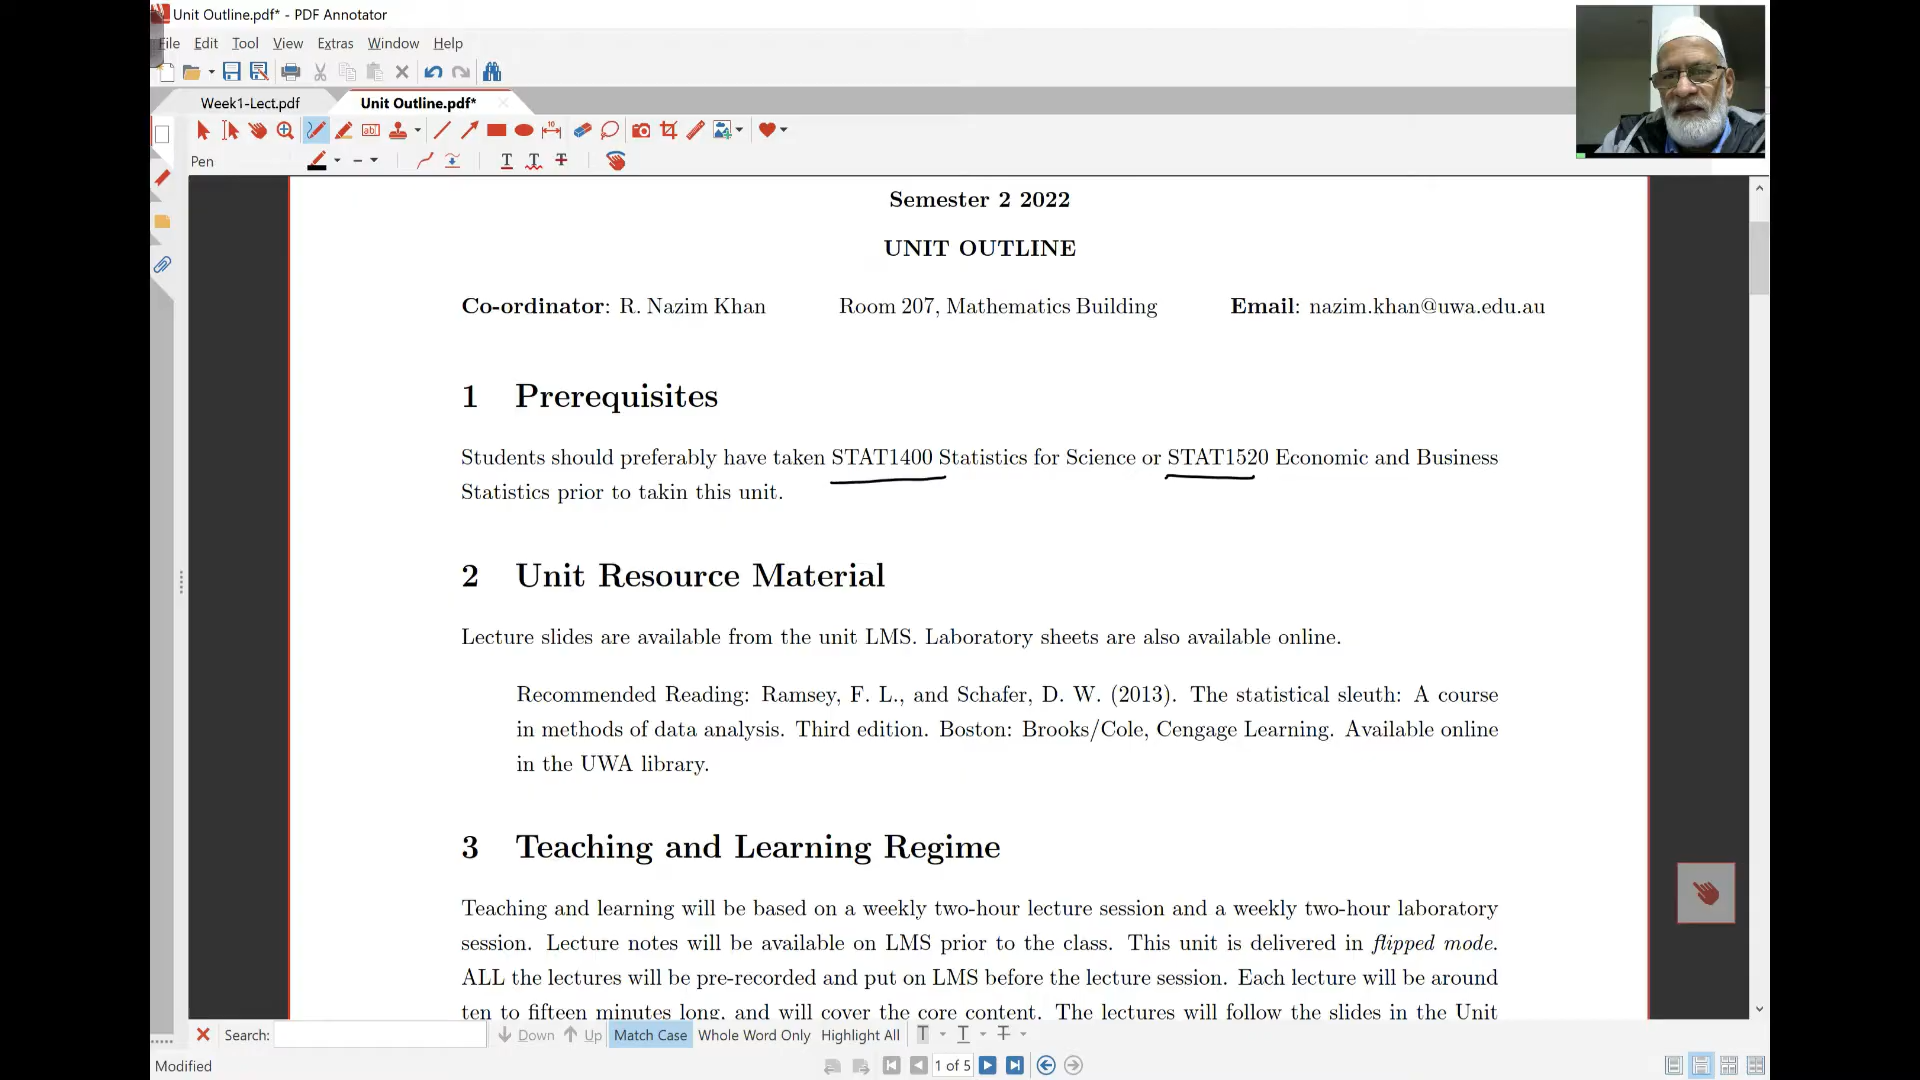 Unit Outline.pdf* - PDF Annotator
File Edit Tool View Extras Window Help
Week1-Lect.pdf Unit Outline.pdf*
Pen
Semester 2 2022
UNIT OUTLINE
Co-ordinator: R. Nazim Khan Room 207, Mathematics Building Email: nazim.khan@uwa.edu.au
1 Prerequisites
Students should preferably have taken STAT1400 Statistics for Science or STAT1520 Economic and Business
Statistics prior to takin this unit.
2 Unit Resource Material
Lecture slides are available from the unit LMS. Laboratory sheets are also available online.
Recommended Reading: Ramsey, F. L., and Schafer, D. W. (2013). The statistical sleuth: A course
in methods of data analysis. Third edition. Boston: Brooks/Cole, Cengage Learning. Available online
in the UWA library.
3 Teaching and Learning Regime
Teaching and learning will be based on a weekly two-hour lecture session and a weekly two-hour laboratory
session. Lecture notes will be available on LMS prior to the class. This unit is delivered in flipped mode.
ALL the lectures will be pre-recorded and put on LMS before the lecture session. Each lecture will be around
ten to fifteen minutes long, and will cover the core content. The lectures will follow the slides in the Unit
Search: Down Up Match Case Whole Word Only Highlight All
Modified 1 of 5